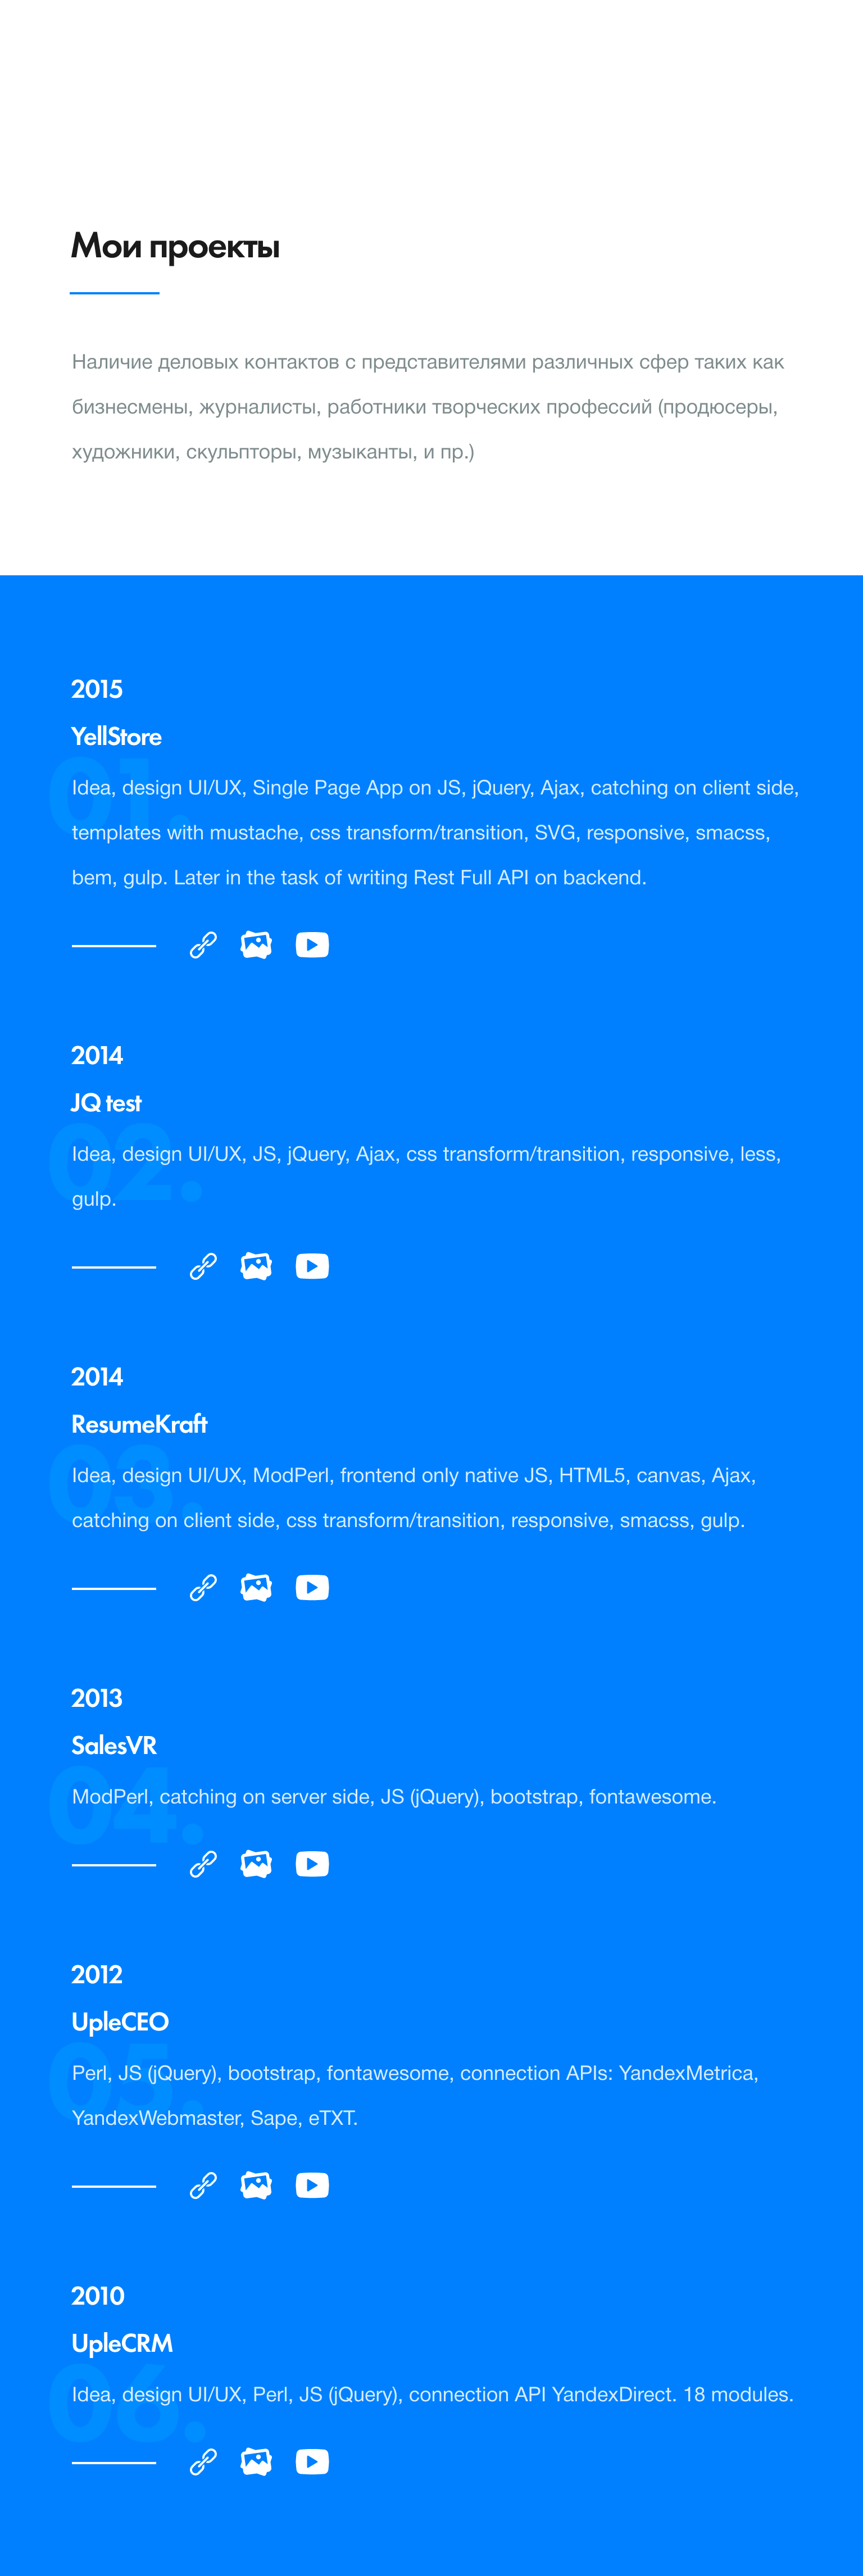 Мои проекты
Наличие деловых контактов с представителями различных сфер таких как
бизнесмены, журналисты, работники творческих профессий (продюсеры,
художники, скульпторы, музыканты, и пр.)
2015
YellStore
01.
Idea, design UI/UX, Single Page App on JS, jQuery, Ajax, catching on client side,
templates with mustache, css transform/transition, SVG, responsive, smacss,
bem, gulp. Later in the task of writing Rest Full API on backend.
2014
JQ test
02.
Idea, design UI/UX, JS, jQuery, Ajax, css transform/transition, responsive, less,
gulp.
2014
ResumeKraft
03.
Idea, design UI/UX, ModPerl, frontend only native JS, HTML5, canvas, Ajax,
catching on client side, css transform/transition, responsive, smacss, gulp.
2013
SalesVR
04.
ModPerl, catching on server side, JS (jQuery), bootstrap, fontawesome.
2012
UpleCEO
05.
Perl, JS (jQuery), bootstrap, fontawesome, connection APIs: YandexMetrica,
YandexWebmaster, Sape, eTXT.
2010
UpleCRM
06.
Idea, design UI/UX, Perl, JS (jQuery), connection API YandexDirect. 18 modules.